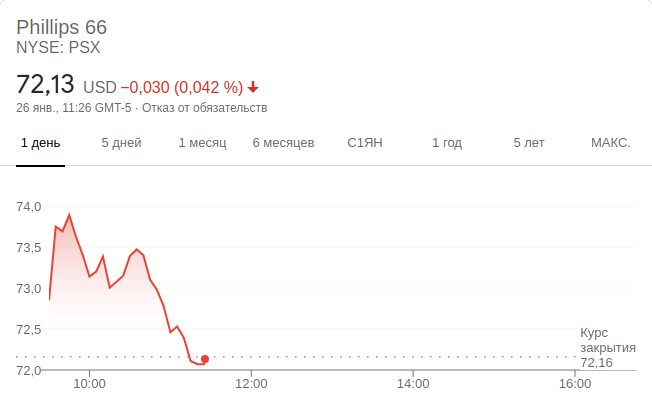 Phillips 66
NYSE: PSX
72,13 USD −0,030 (0,042 %)
26 янв., 11:26 GMT-5 · Отказ от обязательств
1 день 5 дней 1 месяц 6 месяцев С1ЯН 1 год 5 лет МАКС.
74,0
73,5
73,0
72,5
72,0
Курс
закрытия
72,16
10:00 12:00 14:00 16:00